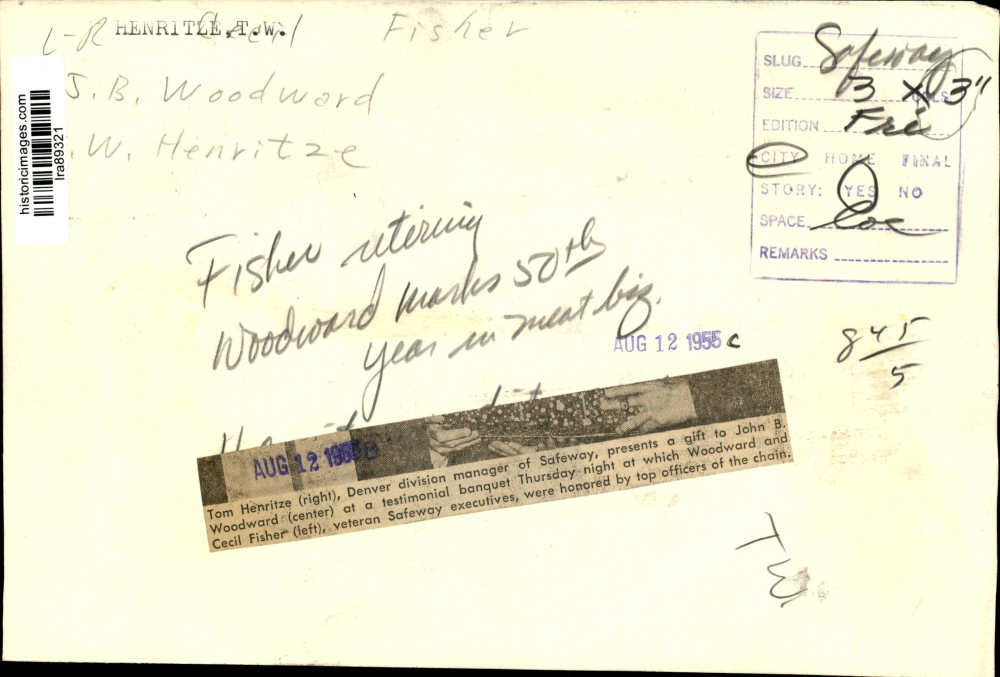 HENRITZE,T.W.
L-R Cecil Fisher
J.B. Woodward
.W. Henritze
historicimages.com
lra89321
SLUG Safeway
SIZE 3 X 3" COLS
EDITION Fri
CITY HOME FINAL
STORY: YES NO
SPACE Loc
REMARKS
Fisher retiring
Woodward marks 50th
year in meat biz.
AUG 12 1955 C
845
5
AUG 12 1955
Tom Henritze (right), Denver division manager of Safeway, presents a gift to John B.
Woodward (center) at a testimonial banquet Thursday night at which Woodward and
Cecil Fisher (left), veteran Safeway executives, were honored by top officers of the chain.
TW